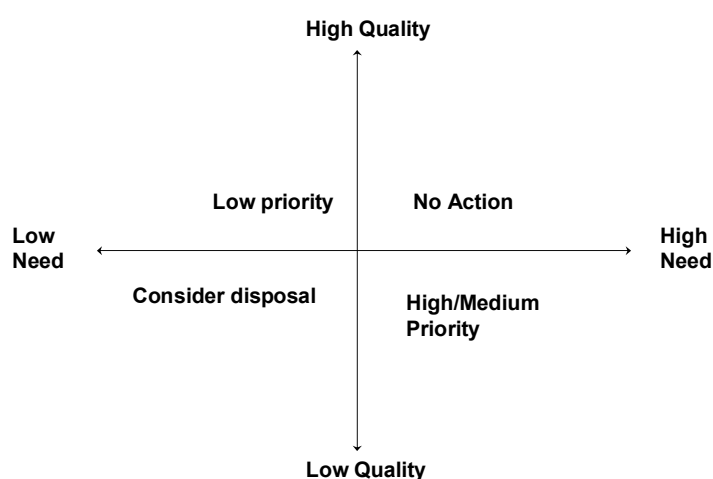 High Quality
Low priority
No Action
Low
Need
High
Need
Consider disposal
High/Medium
Priority
Low Quality